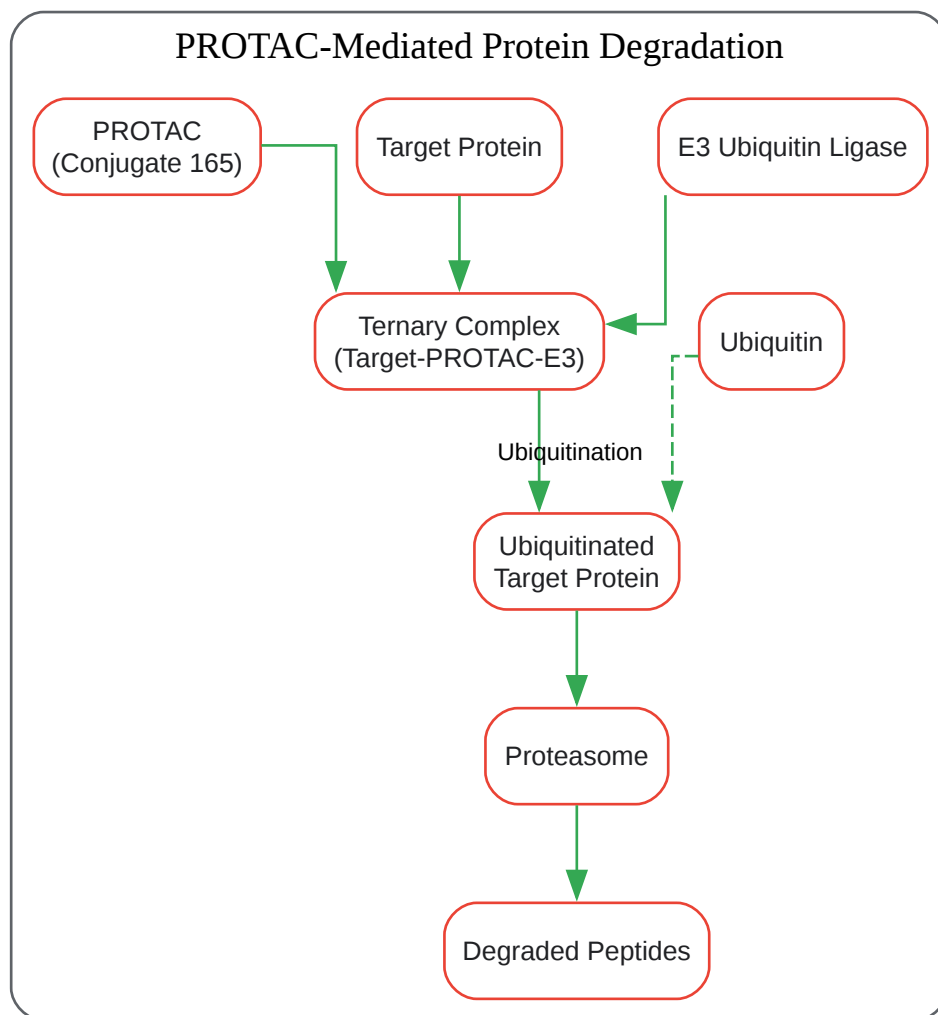 PROTAC-Mediated Protein Degradation
PROTAC
(Conjugate 165)
Target Protein
E3 Ubiquitin Ligase
Ternary Complex
(Target-PROTAC-E3)
Ubiquitin
Ubiquitination
Ubiquitinated
Target Protein
Proteasome
Degraded Peptides